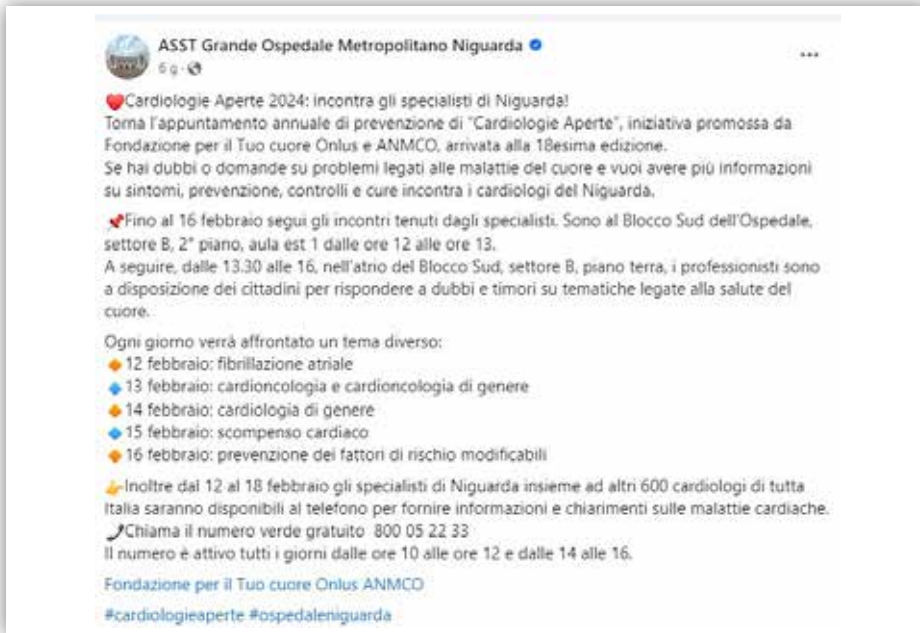 ASST Grande Ospedale Metropolitano Niguarda
6 g
Cardiologie Aperte 2024: incontra gli specialisti di Niguarda!
Torna l'appuntamento annuale di prevenzione di "Cardiologie Aperte", iniziativa promossa da
Fondazione per il Tuo cuore Onlus e ANMCO, arrivata alla 18esima edizione.
Se hai dubbi o domande su problemi legati alle malattie del cuore e vuoi avere più informazioni
su sintomi, prevenzione, controlli e cure incontra i cardiologi del Niguarda.
📌Fino al 16 febbraio segui gli incontri tenuti dagli specialisti. Sono al Blocco Sud dell'Ospedale,
settore B, 2° piano, aula est 1 dalle ore 12 alle ore 13.
A seguire, dalle 13.30 alle 16, nell'atrio del Blocco Sud, settore B, piano terra, i professionisti sono
a disposizione dei cittadini per rispondere a dubbi e timori su tematiche legate alla salute del
cuore.
Ogni giorno verrà affrontato un tema diverso:
🔸12 febbraio: fibrillazione atriale
🔹13 febbraio: cardioncologia e cardioncologia di genere
🔸14 febbraio: cardiologia di genere
🔹15 febbraio: scompenso cardiaco
🔸16 febbraio: prevenzione dei fattori di rischio modificabili
👉Inoltre dal 12 al 18 febbraio gli specialisti di Niguarda insieme ad altri 600 cardiologi di tutta
Italia saranno disponibili al telefono per fornire informazioni e chiarimenti sulle malattie cardiache.
Chiama il numero verde gratuito 800 05 22 33
Il numero è attivo tutti i giorni dalle ore 10 alle ore 12 e dalle 14 alle 16.
Fondazione per il Tuo cuore Onlus ANMCO
#cardiologieaperte #ospedaleniguarda